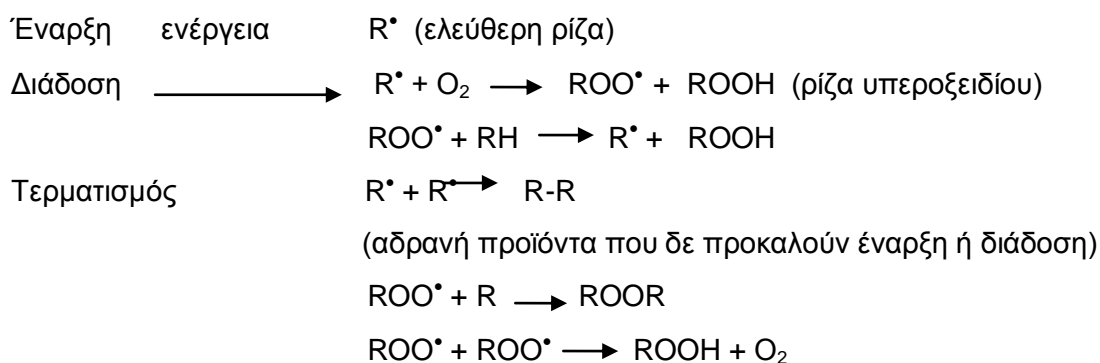 Έναρξη ενέργεια R• (ελεύθερη ρίζα)
Διάδοση ⟶ R• + O₂ ⟶ ROO• + ROOH (ρίζα υπεροξειδίου)
ROO• + RH ⟶ R• + ROOH
Τερματισμός R• + R• ⟶ R-R
(αδρανή προϊόντα που δε προκαλούν έναρξη ή διάδοση)
ROO• + R ⟶ ROOR
ROO• + ROO• ⟶ ROOH + O₂